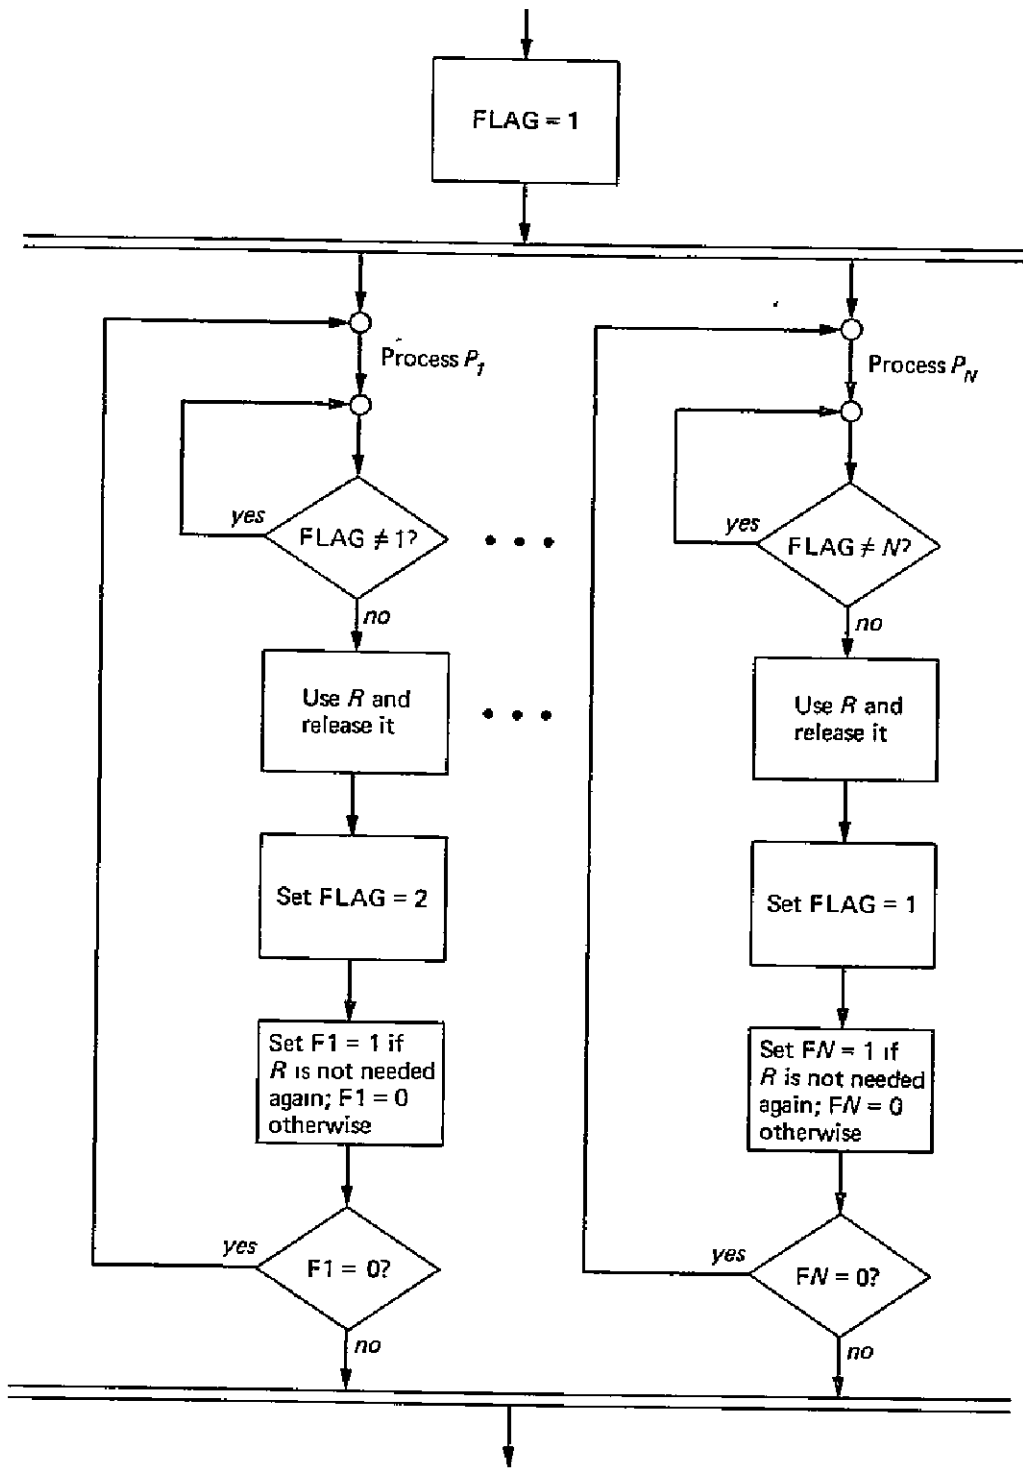 FLAG = 1
Process P1
yes
FLAG ≠ 1?
no
Use R and
release it
Set FLAG = 2
Set F1 = 1 if
R is not needed
again; F1 = 0
otherwise
yes
F1 = 0?
no
Process PN
yes
FLAG ≠ N?
no
Use R and
release it
Set FLAG = 1
Set FN = 1 if
R is not needed
again; FN = 0
otherwise
yes
FN = 0?
no